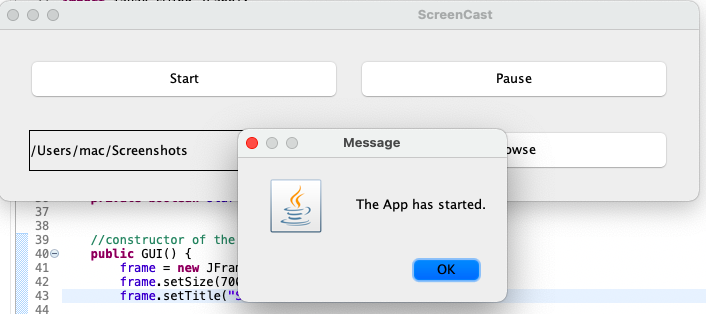 ScreenCast
Start
Pause
/Users/mac/Screenshots
Message
The App has started.
OK
37
38
39 //constructor of the
40 public GUI() {
41 frame = new JFram
42 frame.setSize(700
43 frame.setTitle("S
44